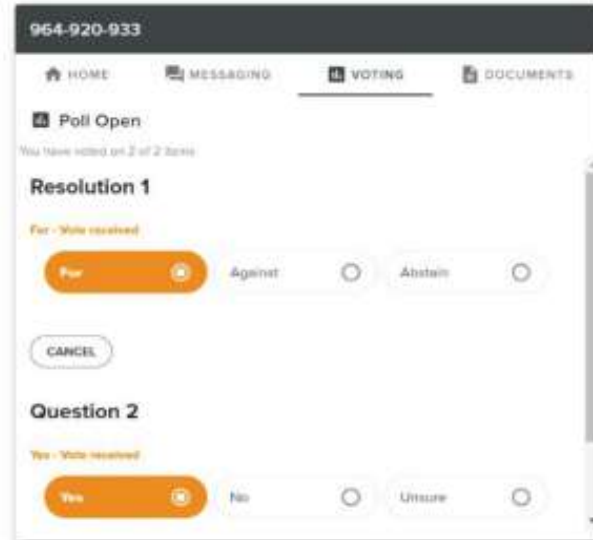 964-920-933
HOME MESSAGING VOTING DOCUMENTS
Poll Open
You have voted on 2 of 2 items
Resolution 1
For - Vote received
For Against Abstain
CANCEL
Question 2
Yes - Vote received
Yes No Unsure